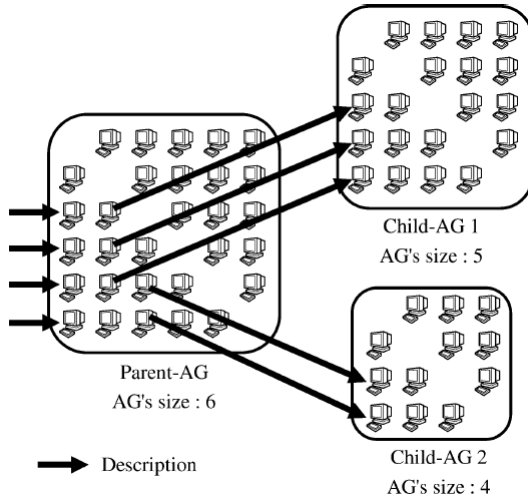 Child-AG 1
AG's size : 5
Parent-AG
AG's size : 6
Description
Child-AG 2
AG's size : 4